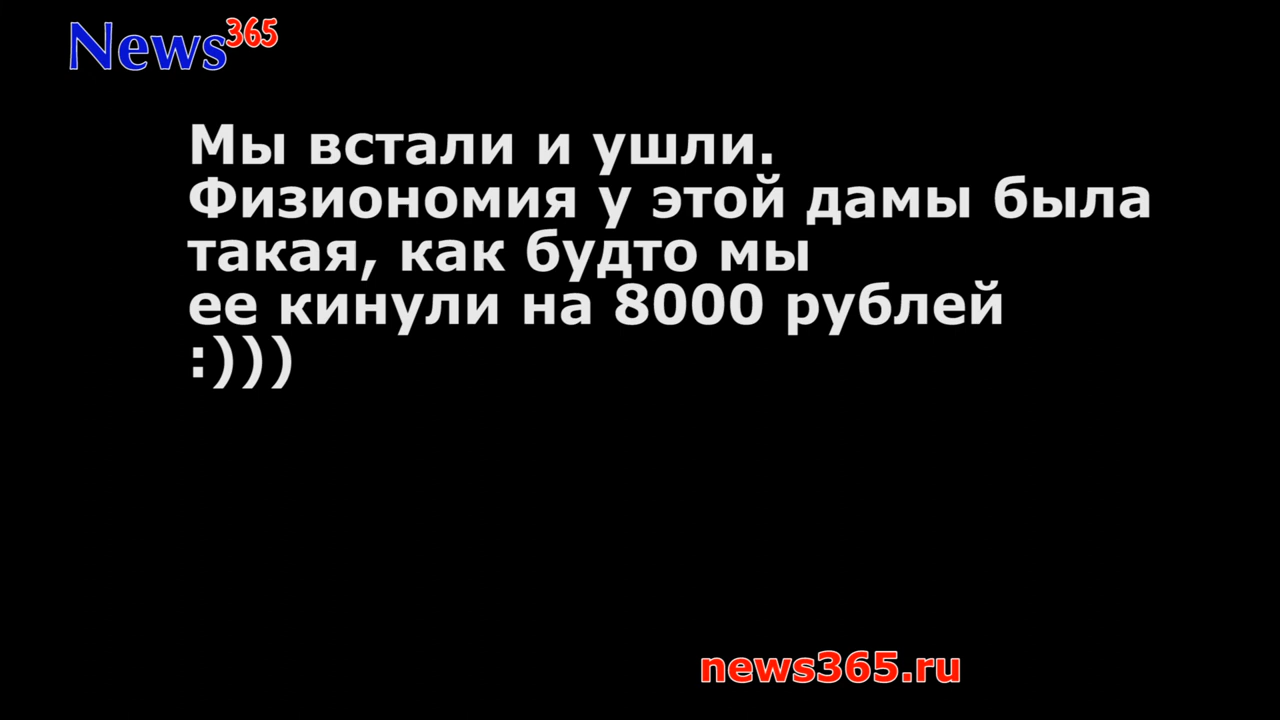 News365
Мы встали и ушли.
Физиономия у этой дамы была
такая, как будто мы
ее кинули на 8000 рублей
:)))
news365.ru